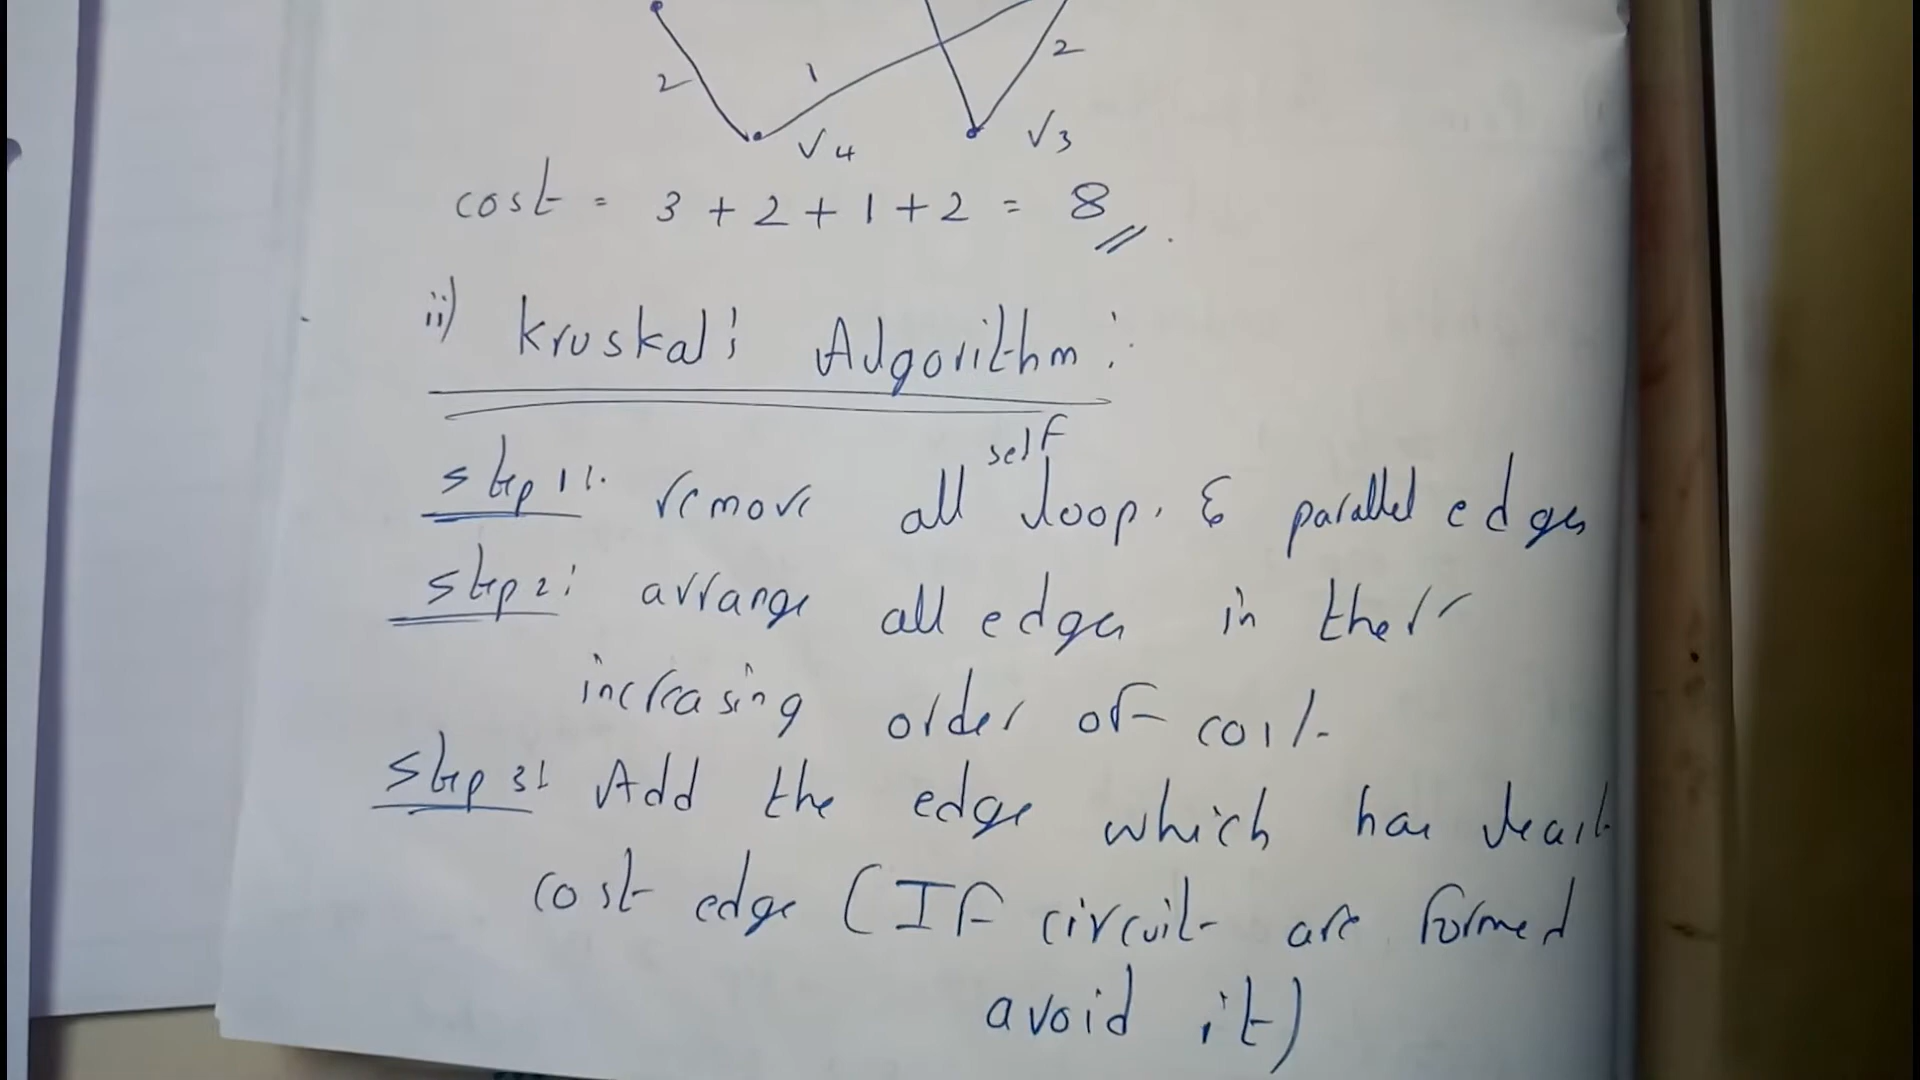 2 1 2
V4 V3
cost = 3 + 2 + 1 + 2 = 8
ii) Kruskal's Algorithm:
step 1: remove all self loops & parallel edges
step 2: arrange all edges in their
increasing order of cost.
step 3: Add the edge which has least
cost edge (IF circuit are formed
avoid it)